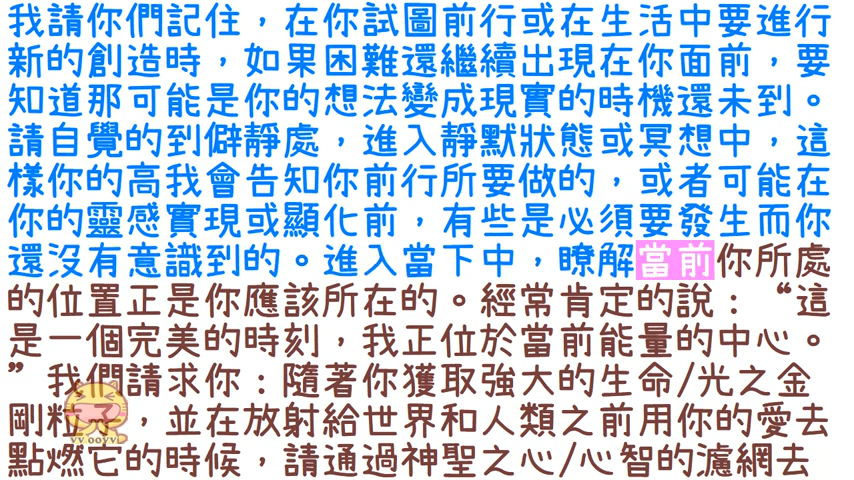 我請你們記住，在你試圖前行或在生活中要進行
新的創造時，如果困難還繼續出現在你面前，要
知道那可能是你的想法變成現實的時機還未到。
請自覺的到僻靜處，進入靜默狀態或冥想中，這
樣你的高我會告知你前行所要做的，或者可能在
你的靈感實現或顯化前，有些是必須要發生而你
還沒有意識到的。進入當下中，瞭解當前你所處
的位置正是你應該所在的。經常肯定的說：“這
是一個完美的時刻，我正位於當前能量的中心。
”我們請求你：隨著你獲取強大的生命/光之金
剛粒，並在放射給世界和人類之前用你的愛去
點燃它的時候，請通過神聖之心/心智的濾網去
vv ooyv